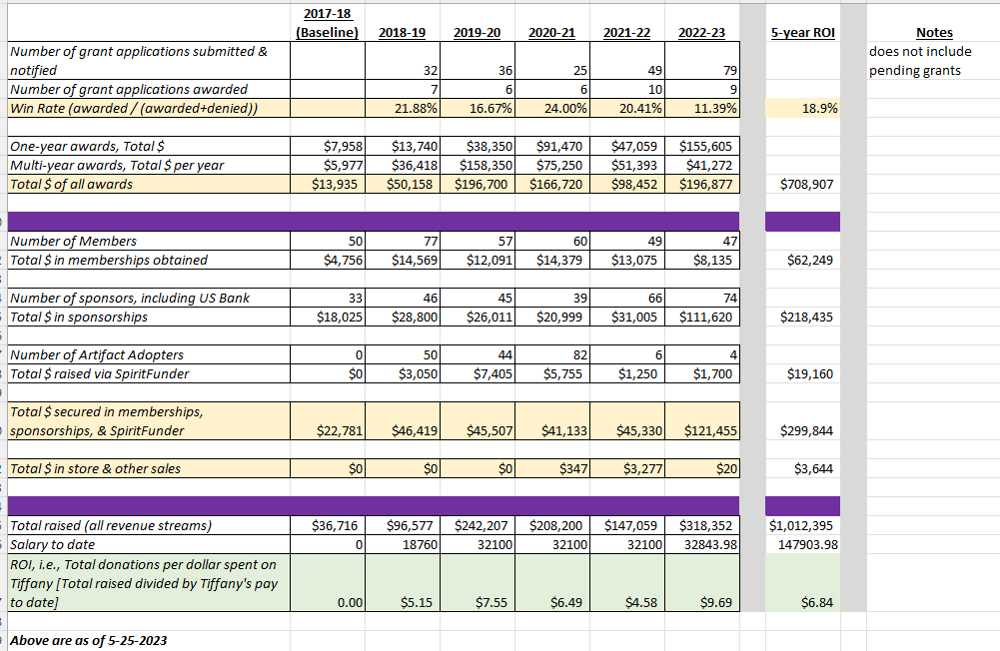 2017-18
(Baseline) 2018-19 2019-20 2020-21 2021-22 2022-23 5-year ROI Notes
Number of grant applications submitted & does not include
notified 32 36 25 49 79 pending grants
Number of grant applications awarded 7 6 6 10 9
Win Rate (awarded / (awarded+denied)) 21.88% 16.67% 24.00% 20.41% 11.39% 18.9%
One-year awards, Total $ $7,958 $13,740 $38,350 $91,470 $47,059 $155,605
Multi-year awards, Total $ per year $5,977 $36,418 $158,350 $75,250 $51,393 $41,272
Total $ of all awards $13,935 $50,158 $196,700 $166,720 $98,452 $196,877 $708,907
Number of Members 50 77 57 60 49 47
Total $ in memberships obtained $4,756 $14,569 $12,091 $14,379 $13,075 $8,135 $62,249
Number of sponsors, including US Bank 33 46 45 39 66 74
Total $ in sponsorships $18,025 $28,800 $26,011 $20,999 $31,005 $111,620 $218,435
Number of Artifact Adopters 0 50 44 82 6 4
Total $ raised via SpiritFunder $0 $3,050 $7,405 $5,755 $1,250 $1,700 $19,160
Total $ secured in memberships,
sponsorships, & SpiritFunder $22,781 $46,419 $45,507 $41,133 $45,330 $121,455 $299,844
Total $ in store & other sales $0 $0 $0 $347 $3,277 $20 $3,644
Total raised (all revenue streams) $36,716 $96,577 $242,207 $208,200 $147,059 $318,352 $1,012,395
Salary to date 0 18760 32100 32100 32100 32843.98 147903.98
ROI, i.e., Total donations per dollar spent on
Tiffany [Total raised divided by Tiffany's pay
to date] 0.00 $5.15 $7.55 $6.49 $4.58 $9.69 $6.84
Above are as of 5-25-2023